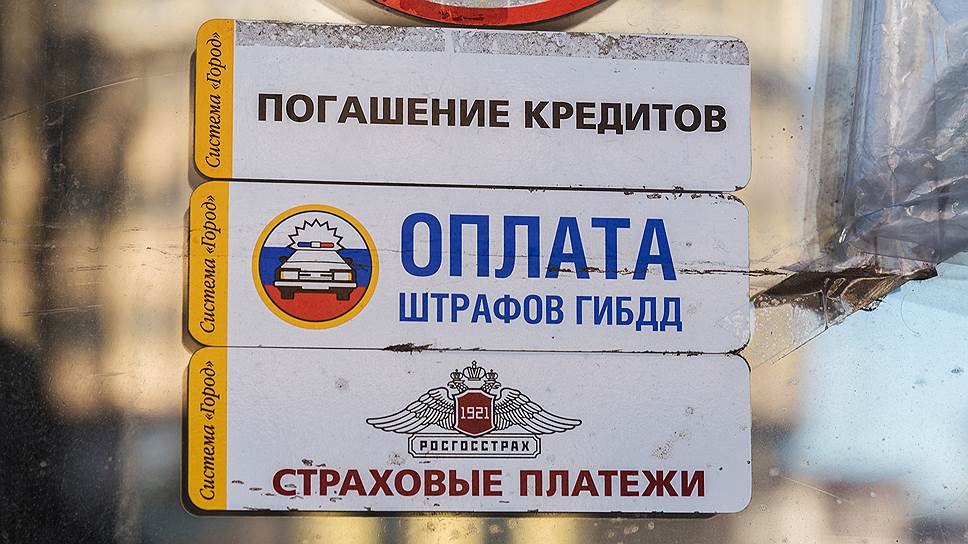 Система «Город»
ПОГАШЕНИЕ КРЕДИТОВ
Система «Город»
ОПЛАТА
ШТРАФОВ ГИБДД
Система «Город»
1921
РОСГОССТРАХ
СТРАХОВЫЕ ПЛАТЕЖИ